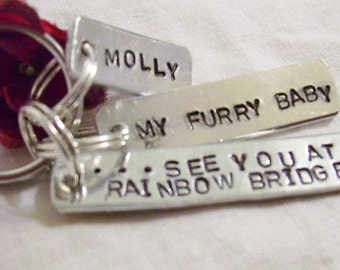 MOLLY
MY FURRY BABY
...SEE YOU AT
RAINBOW BRIDGE